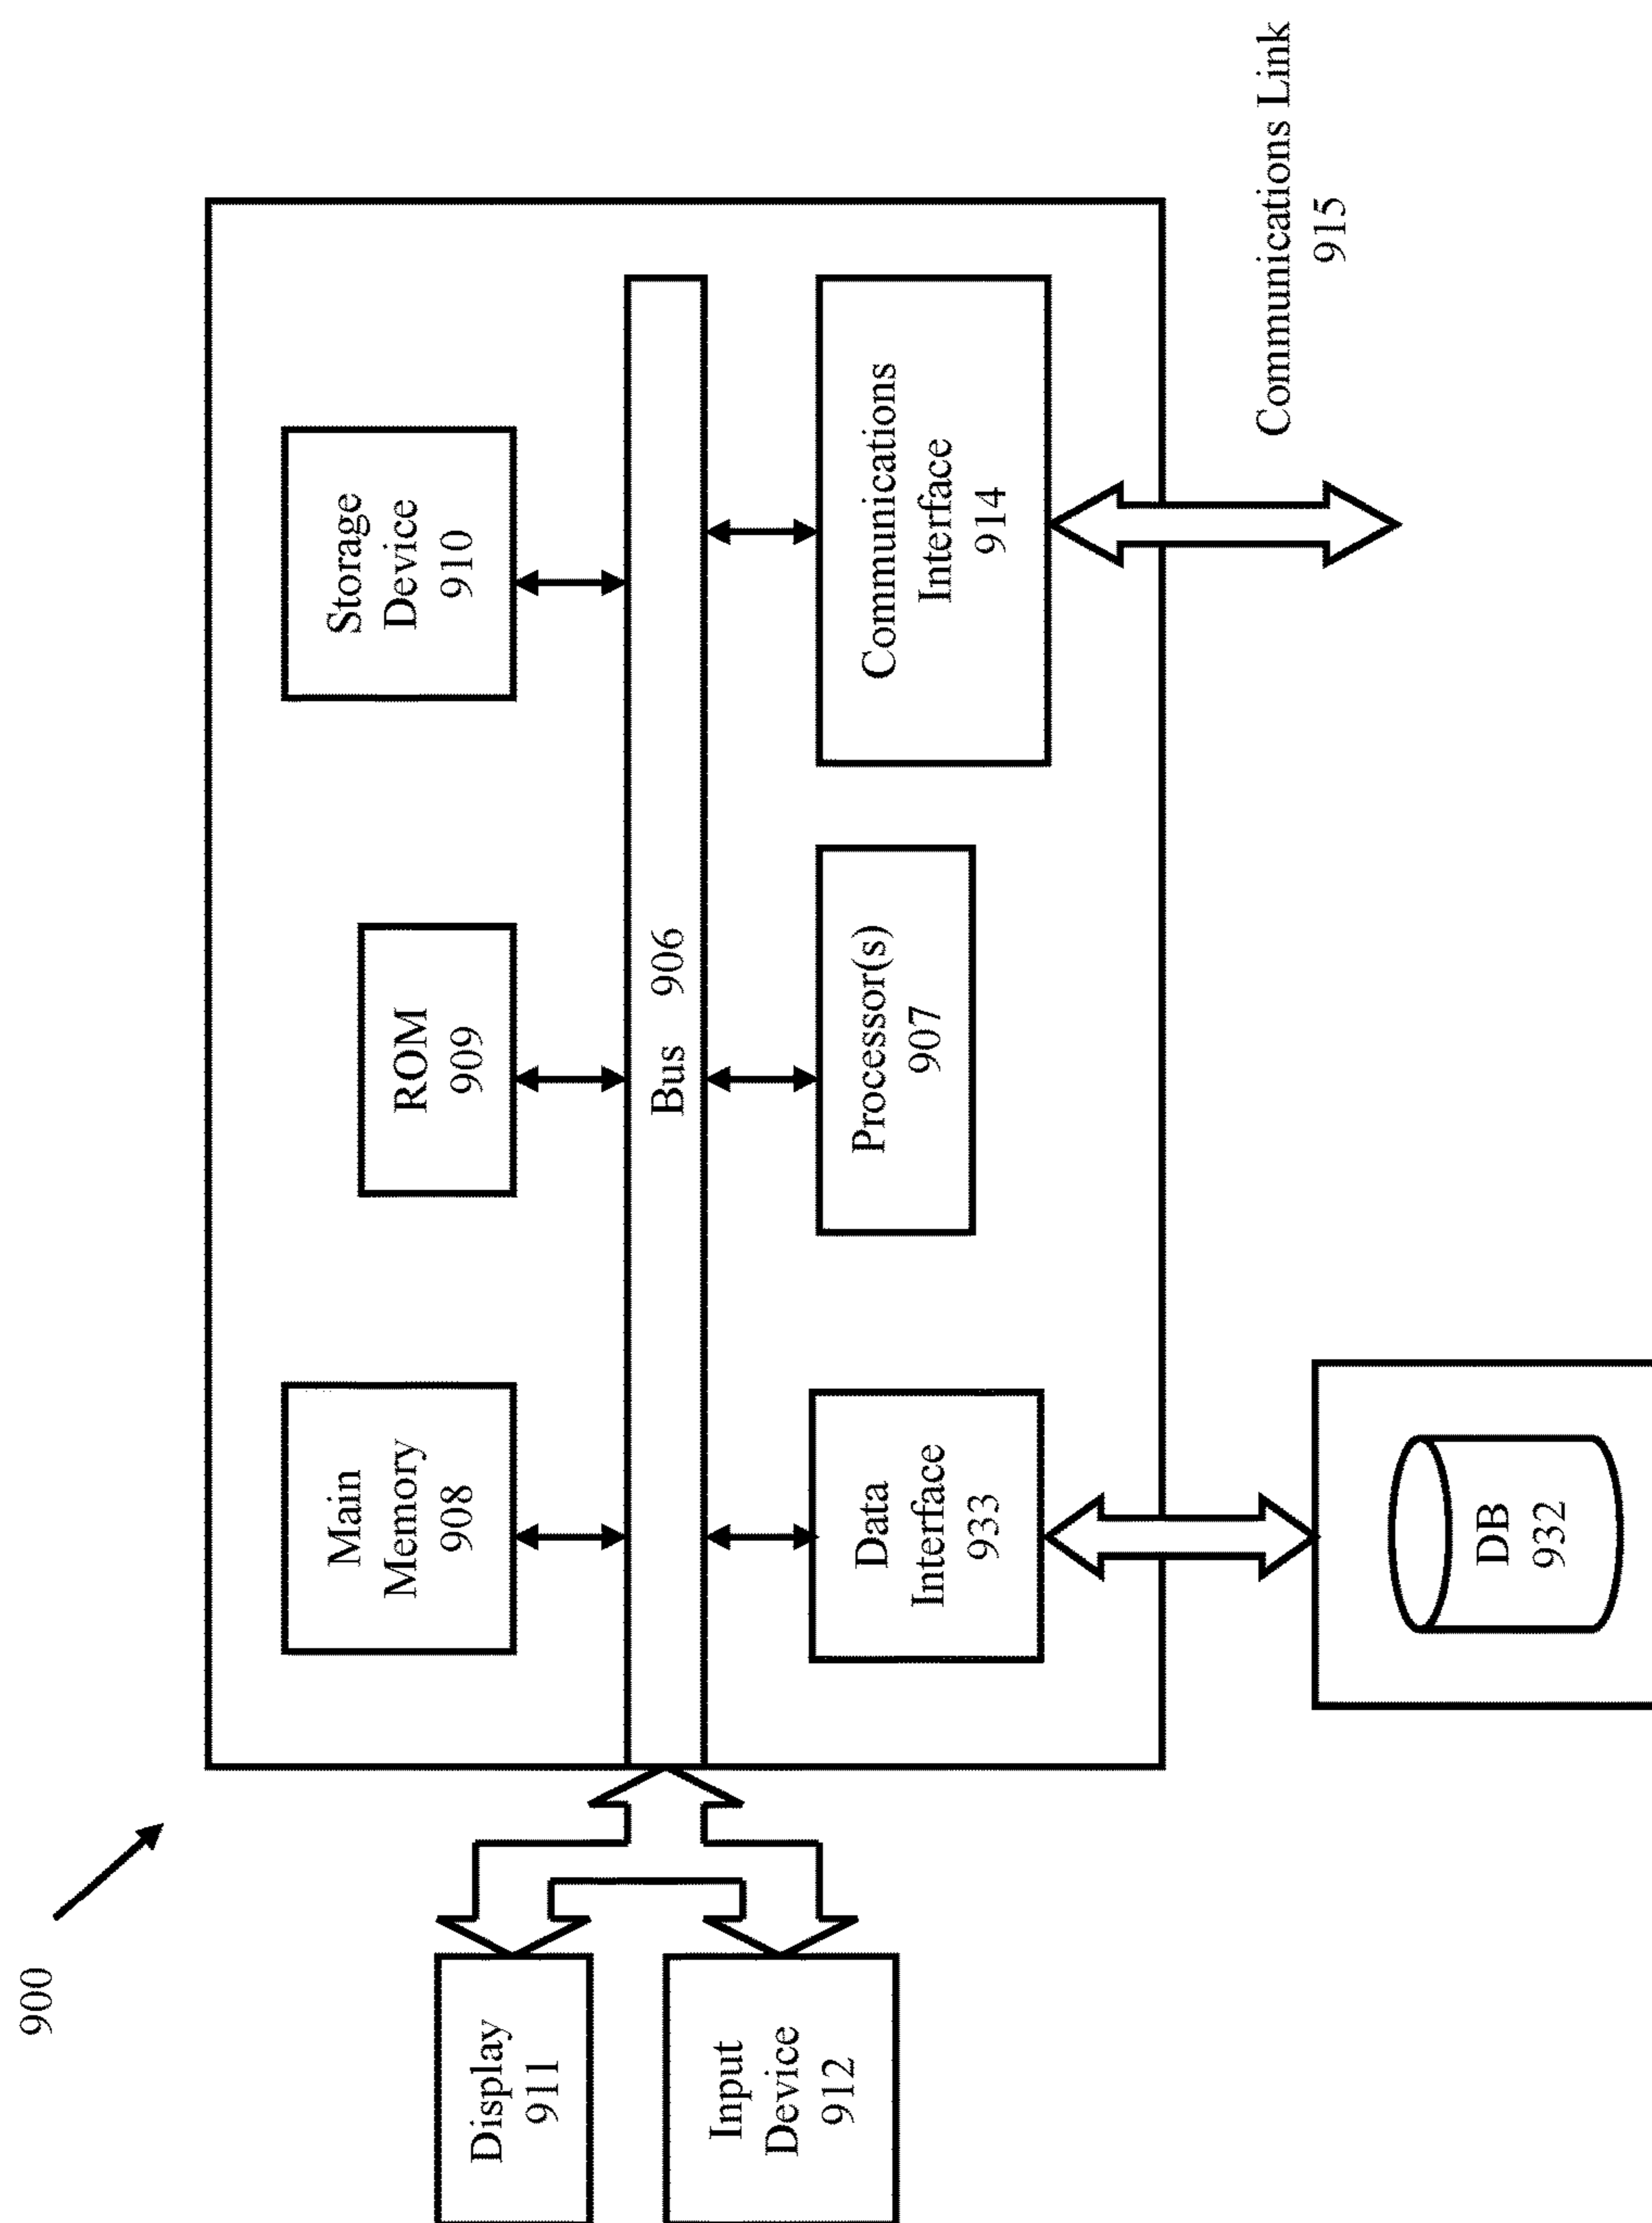 900
Main
Memory
908
ROM
909
Storage
Device
910
Display
911
Bus 906
Input
Device
912
Data
Interface
933
Processor(s)
907
Communications
Interface
914
Communications Link
915
DB
932